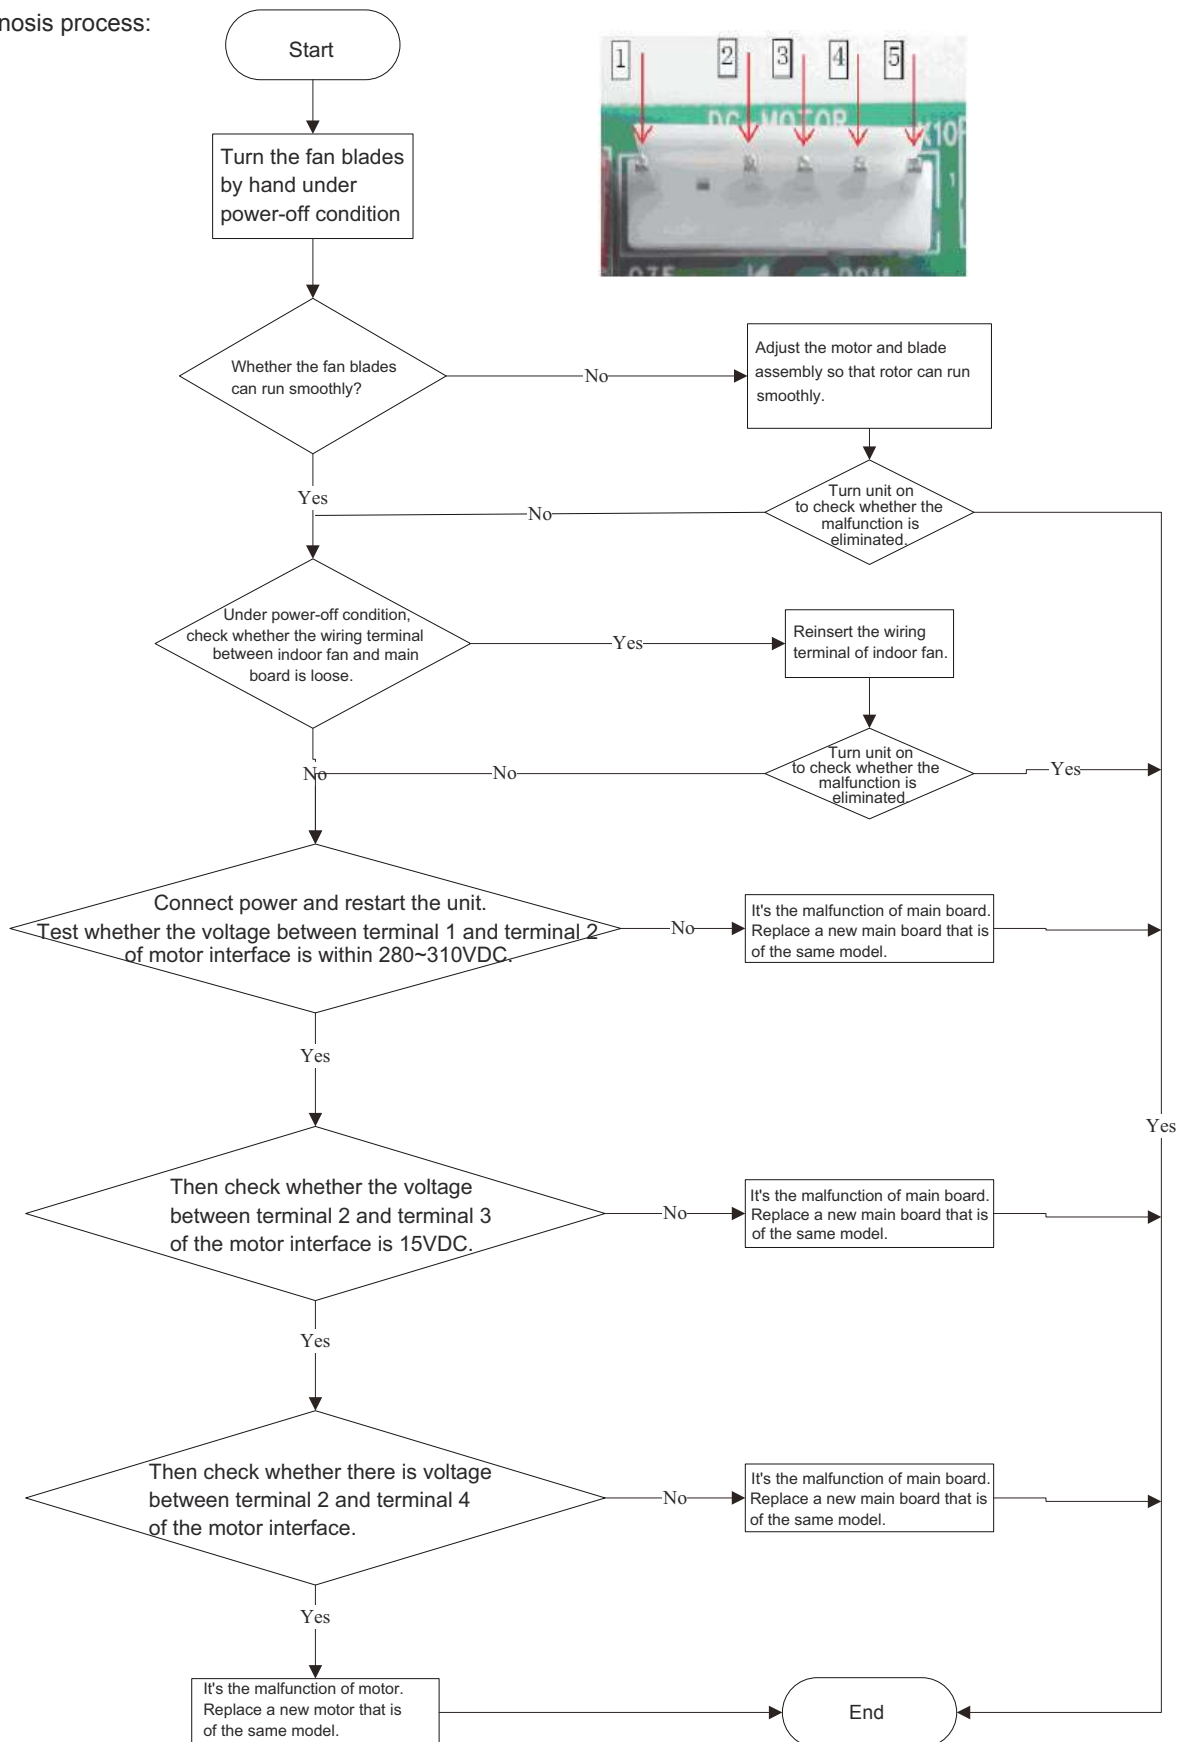 nosis process:
Start
1
2
3
4
5
DC MOTOR
Turn the fan blades
by hand under
power-off condition
Whether the fan blades
can run smoothly?
No
Adjust the motor and blade
assembly so that rotor can run
smoothly.
Yes
Turn unit on
to check whether the
malfunction is
eliminated.
No
Under power-off condition,
check whether the wiring terminal
between indoor fan and main
board is loose.
Yes
Reinsert the wiring
terminal of indoor fan.
No
No
Turn unit on
to check whether the
malfunction is
eliminated.
Yes
Connect power and restart the unit.
Test whether the voltage between terminal 1 and terminal 2
of motor interface is within 280~310VDC.
No
It's the malfunction of main board.
Replace a new main board that is
of the same model.
Yes
Yes
Then check whether the voltage
between terminal 2 and terminal 3
of the motor interface is 15VDC.
No
It's the malfunction of main board.
Replace a new main board that is
of the same model.
Yes
Then check whether there is voltage
between terminal 2 and terminal 4
of the motor interface.
No
It's the malfunction of main board.
Replace a new main board that is
of the same model.
Yes
It's the malfunction of motor.
Replace a new motor that is
of the same model.
End